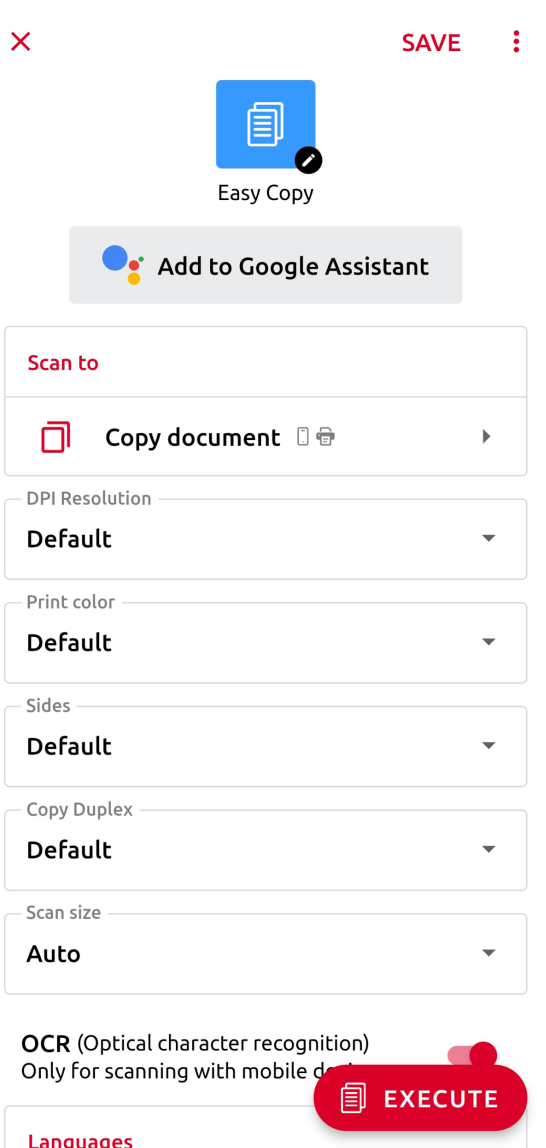 SAVE
Easy Copy
Add to Google Assistant
Scan to
Copy document
DPI Resolution
Default
Print color
Default
Sides
Default
Copy Duplex
Default
Scan size
Auto
OCR (Optical character recognition)
Only for scanning with mobile
EXECUTE
Languages